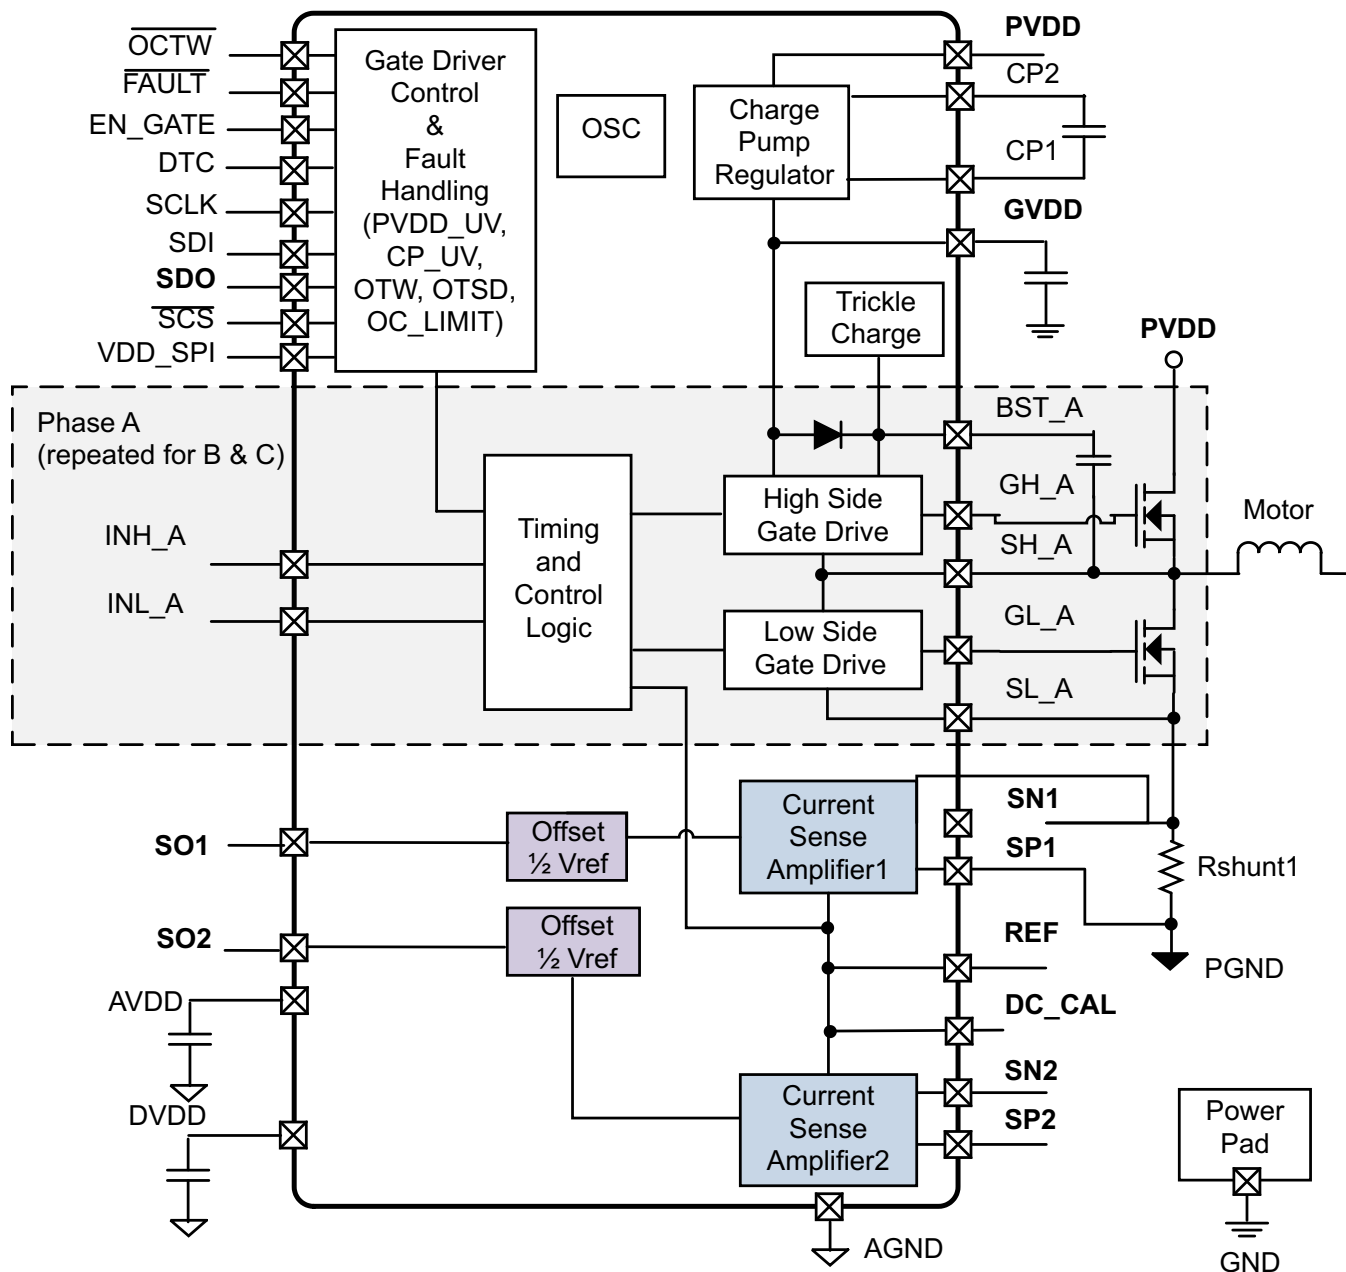 OCTW
FAULT
EN_GATE
DTC
SCLK
SDI
SDO
SCS
VDD_SPI
Gate Driver
Control
&
Fault
Handling
(PVDD_UV,
CP_UV,
OTW, OTSD,
OC_LIMIT)
OSC
Charge
Pump
Regulator
Trickle
Charge
PVDD
CP2
CP1
GVDD
PVDD
Phase A
(repeated for B & C)
INH_A
INL_A
Timing
and
Control
Logic
High Side
Gate Drive
Low Side
Gate Drive
BST_A
GH_A
SH_A
GL_A
SL_A
Motor
SO1
SO2
AVDD
DVDD
Offset
½ Vref
Offset
½ Vref
Current
Sense
Amplifier1
Current
Sense
Amplifier2
SN1
SP1
REF
DC_CAL
SN2
SP2
Rshunt1
PGND
AGND
Power
Pad
GND